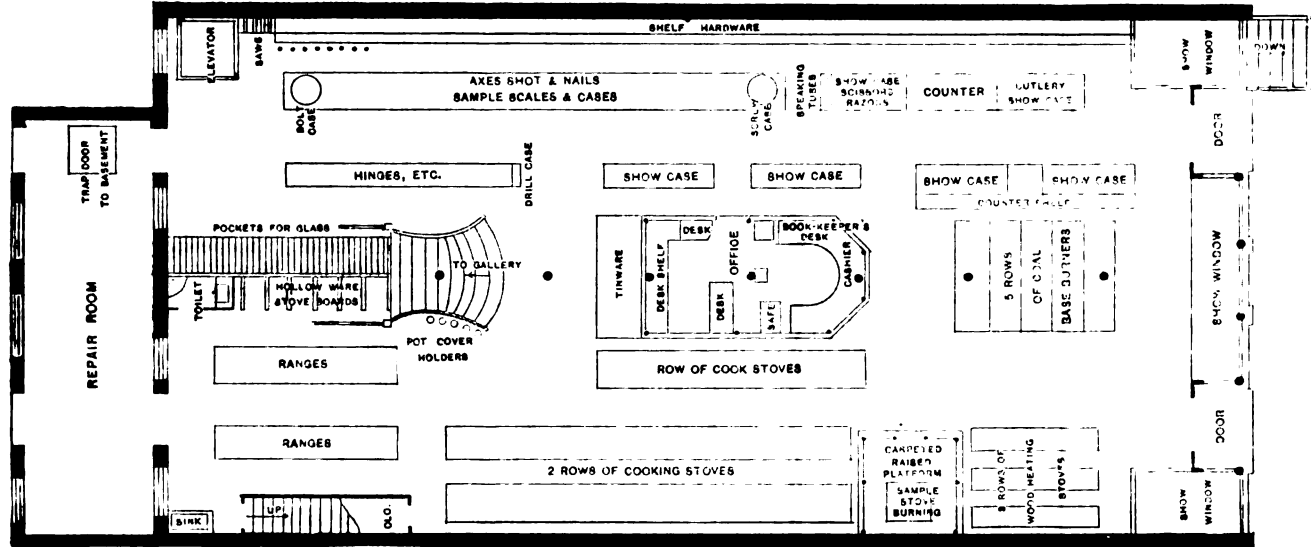 SHELF HARDWARE
ELEVATOR
SAWS
SHOW
WINDOW
DOWN
AXES SHOT & NAILS
SAMPLE SCALES & CASES
BOLT
CASE
SCREW
CASE
SPEAKING
TUBES
SHOW CASE
SCISSORS
RAZORS
COUNTER
CUTLERY
SHOW CASE
DOOR
TRAP DOOR
TO BASEMENT
HINGES, ETC.
DRILL CASE
SHOW CASE
SHOW CASE
SHOW CASE
SHOW CASE
COUNTER SHELF
POCKETS FOR GLASS
TO GALLERY
TINWARE
DESK SHELF
DESK
OFFICE
BOOK-KEEPER'S
DESK
CASHIER
DESK
SAFE
5 ROWS
OF COAL
BASE BURNERS
SHOW WINDOW
REPAIR ROOM
TOILET
HOLLOW WARE
STOVE BOARDS
POT COVER
HOLDERS
RANGES
ROW OF COOK STOVES
RANGES
2 ROWS OF COOKING STOVES
CARPETED
RAISED
PLATFORM
SAMPLE
STOVE
BURNING
3 ROWS OF
WOOD HEATING
STOVES
DOOR
SINK
UP
CLO.
SHOW
WINDOW